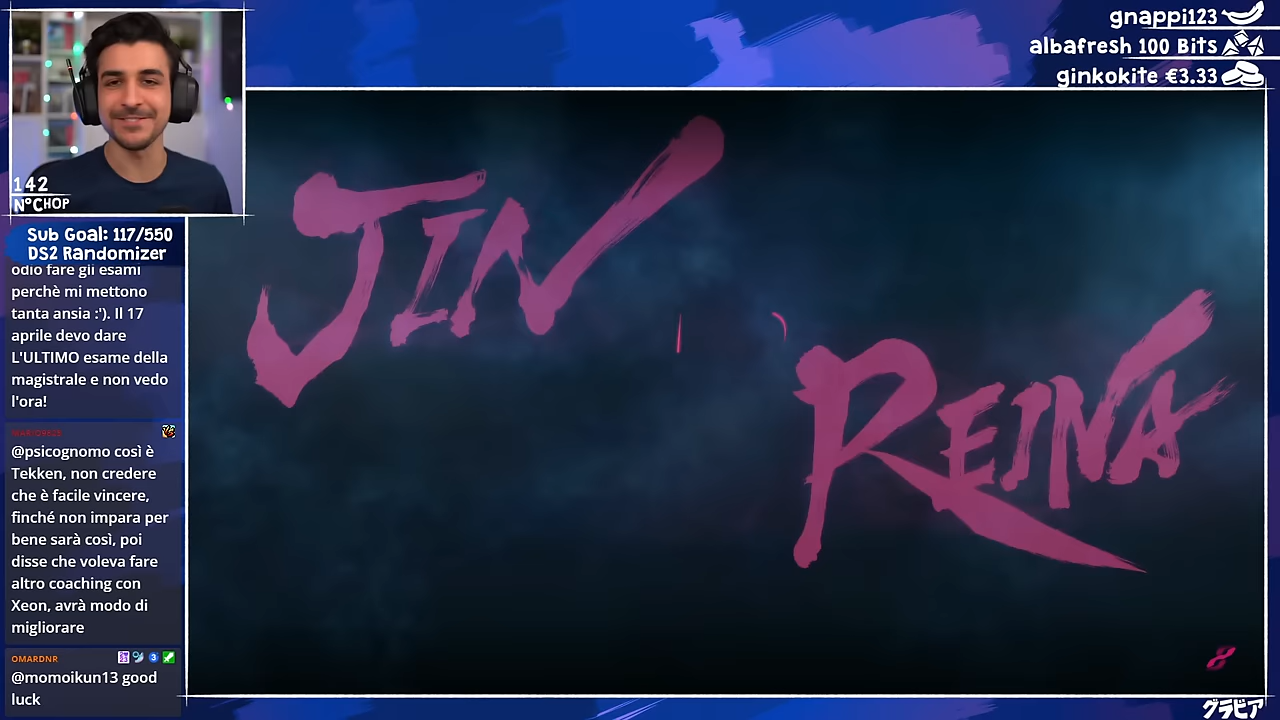 gnappi123
albafresh 100 Bits
ginkokite €3.33
142
N°CHOP
Sub Goal: 117/550
DS2 Randomizer
odio fare gli esami
perchè mi mettono
tanta ansia :'). Il 17
aprile devo dare
L'ULTIMO esame della
magistrale e non vedo
l'ora!
@psicognomo così è
Tekken, non credere
che è facile vincere,
finché non impara per
bene sarà così, poi
disse che voleva fare
altro coaching con
Xeon, avrà modo di
migliorare
OMARDNR
3
@momoikun13 good
luck
JIN
REINA
8
グラビア